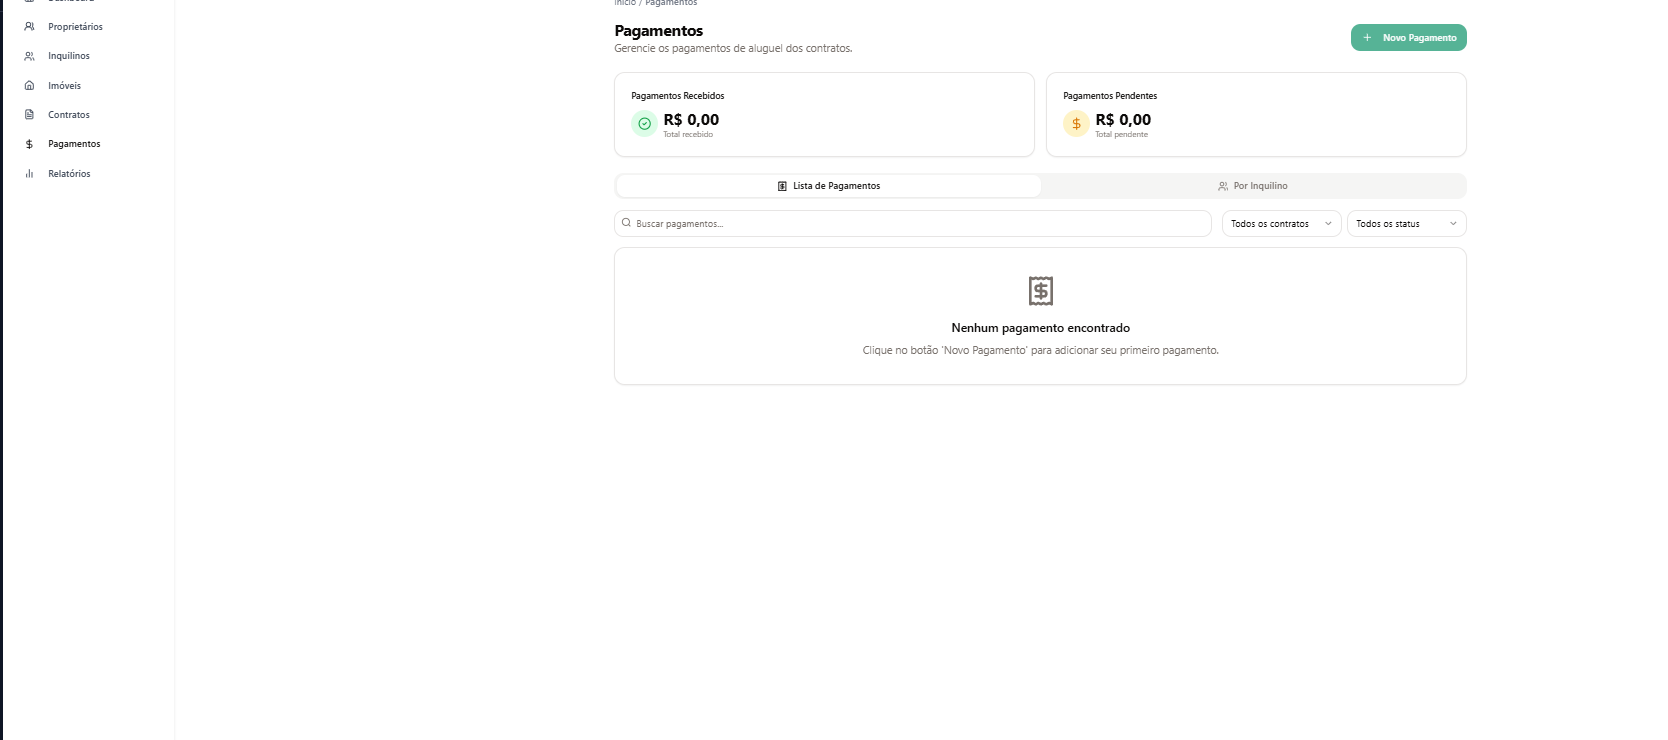 Dashboard
Proprietários
Inquilinos
Imóveis
Contratos
Pagamentos
Relatórios
Início / Pagamentos
Pagamentos
Gerencie os pagamentos de aluguel dos contratos.
Novo Pagamento
Pagamentos Recebidos
R$ 0,00
Total recebido
Pagamentos Pendentes
R$ 0,00
Total pendente
Lista de Pagamentos
Por Inquilino
Buscar pagamentos...
Todos os contratos
Todos os status
Nenhum pagamento encontrado
Clique no botão 'Novo Pagamento' para adicionar seu primeiro pagamento.